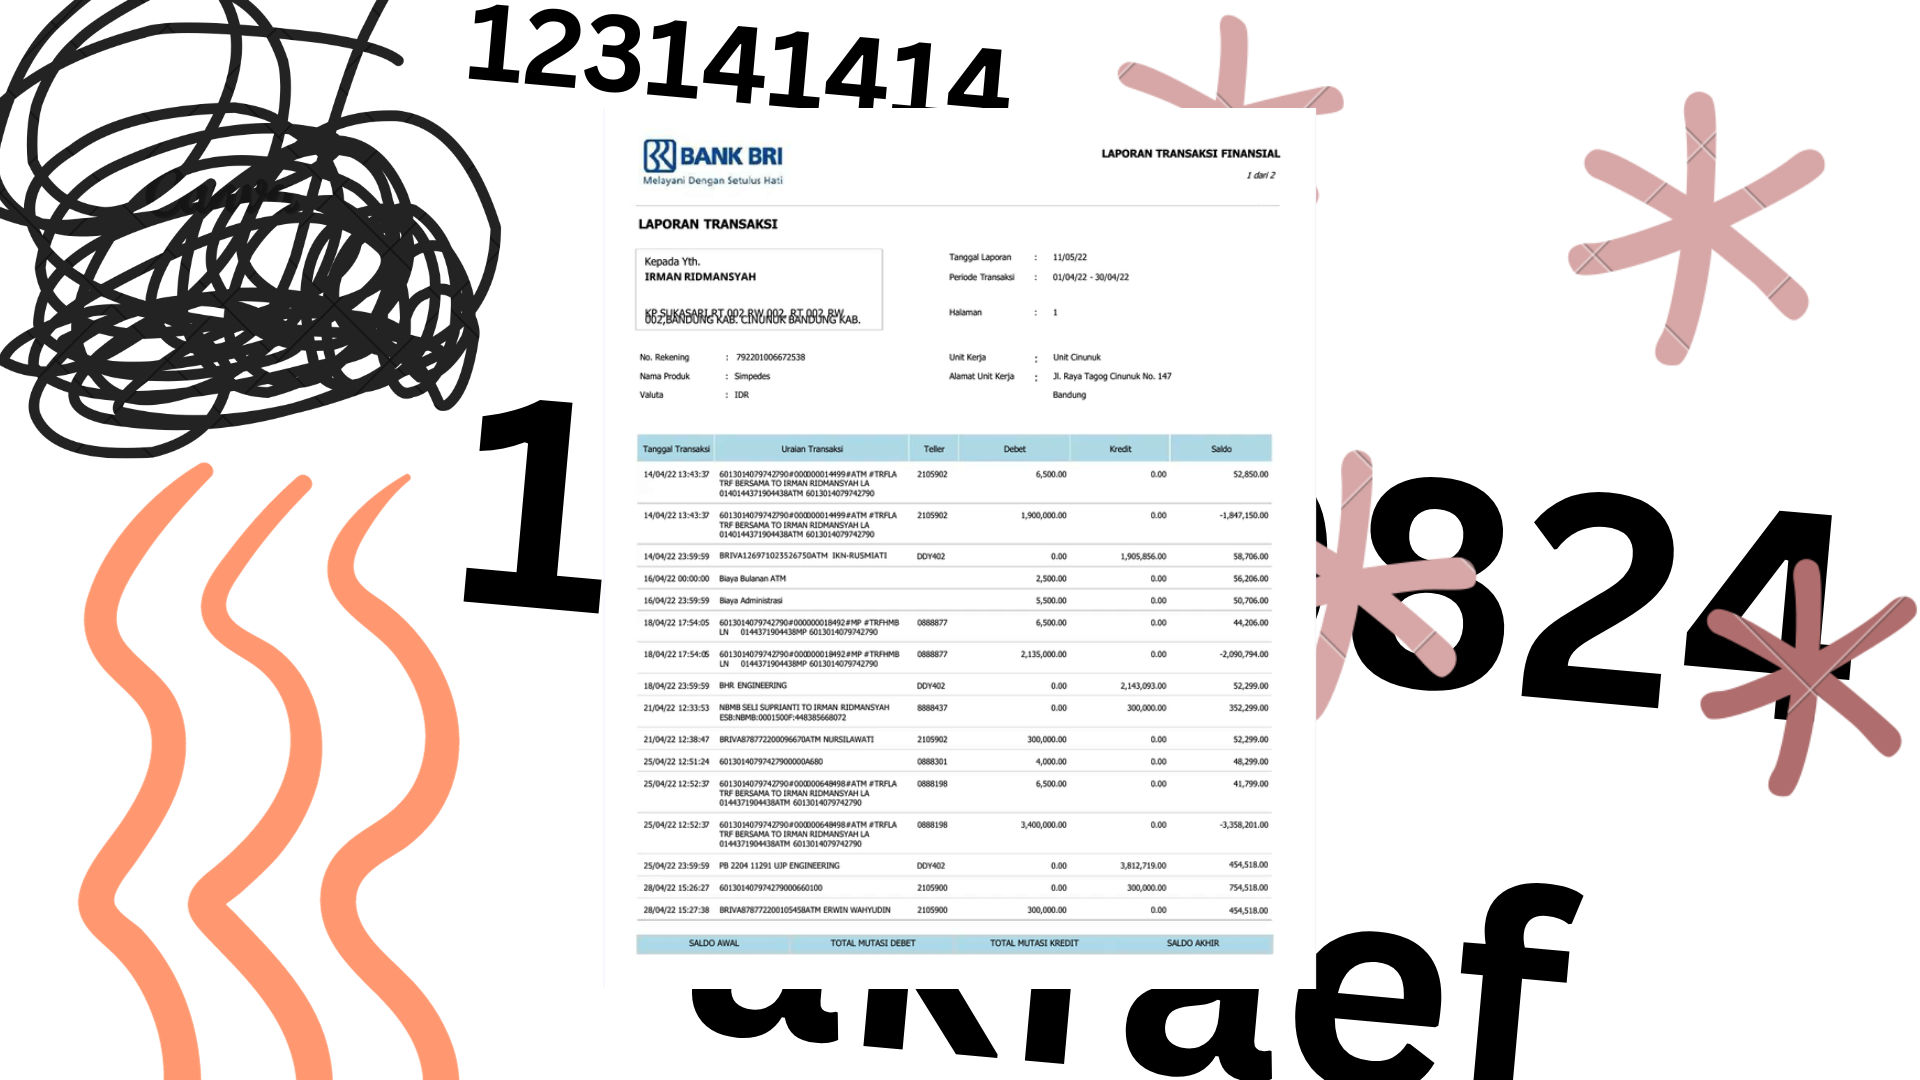 123141414
BANK BRI
Melayani Dengan Setulus Hati
LAPORAN TRANSAKSI FINANSIAL
1 dari 2
LAPORAN TRANSAKSI
Kepada Yth.
IRMAN RIDMANSYAH
KP SUKASARI RT 002 RW 002, RT 002 RW
002,BANDUNG KAB. CINUNUK BANDUNG KAB.
Tanggal Laporan : 11/05/22
Periode Transaksi : 01/04/22 - 30/04/22
Halaman : 1
No. Rekening : 792201006672538
Nama Produk : Simpedes
Valuta : IDR
Unit Kerja : Unit Cinunuk
Alamat Unit Kerja : Jl. Raya Tagog Cinunuk No. 147
Bandung
Tanggal Transaksi Uraian Transaksi Teller Debet Kredit Saldo
14/04/22 13:43:37 6013014079742790#000000014499#ATM #TRFLA 2105902 6,500.00 0.00 52,850.00
TRF BERSAMA TO IRMAN RIDMANSYAH LA
0140144371904438ATM 6013014079742790
14/04/22 13:43:37 6013014079742790#000000014499#ATM #TRFLA 2105902 1,900,000.00 0.00 -1,847,150.00
TRF BERSAMA TO IRMAN RIDMANSYAH LA
0140144371904438ATM 6013014079742790
14/04/22 23:59:59 BRIVA126971023526750ATM IKN-RUSMIATI DDY402 0.00 1,905,856.00 58,706.00
16/04/22 00:00:00 Biaya Bulanan ATM 2,500.00 0.00 56,206.00
16/04/22 23:59:59 Biaya Administrasi 5,500.00 0.00 50,706.00
18/04/22 17:54:05 6013014079742790#000000018492#MP #TRFHMB 0888877 6,500.00 0.00 44,206.00
LN 0144371904438MP 6013014079742790
18/04/22 17:54:05 6013014079742790#000000018492#MP #TRFHMB 0888877 2,135,000.00 0.00 -2,090,794.00
LN 0144371904438MP 6013014079742790
18/04/22 23:59:59 BHR ENGINEERING DDY402 0.00 2,143,093.00 52,299.00
21/04/22 12:33:53 NBMB SELI SUPRIANTI TO IRMAN RIDMANSYAH 8888437 0.00 300,000.00 352,299.00
ESB:NBMB:0001500F:448385668072
21/04/22 12:38:47 BRIVA878772200096670ATM NURSILAWATI 2105902 300,000.00 0.00 52,299.00
25/04/22 12:51:24 60130140797427900000A680 0888301 4,000.00 0.00 48,299.00
25/04/22 12:52:37 6013014079742790#000000648498#ATM #TRFLA 0888198 6,500.00 0.00 41,799.00
TRF BERSAMA TO IRMAN RIDMANSYAH LA
0144371904438ATM 6013014079742790
25/04/22 12:52:37 6013014079742790#000000648498#ATM #TRFLA 0888198 3,400,000.00 0.00 -3,358,201.00
TRF BERSAMA TO IRMAN RIDMANSYAH LA
0144371904438ATM 6013014079742790
25/04/22 23:59:59 PB 2204 11291 UJP ENGINEERING DDY402 0.00 3,812,719.00 454,518.00
28/04/22 15:26:27 6013014079742790000660100 2105900 0.00 300,000.00 754,518.00
28/04/22 15:27:38 BRIVA878772200105458ATM ERWIN WAHYUDIN 2105900 300,000.00 0.00 454,518.00
SALDO AWAL TOTAL MUTASI DEBET TOTAL MUTASI KREDIT SALDO AKHIR
1
824
aef